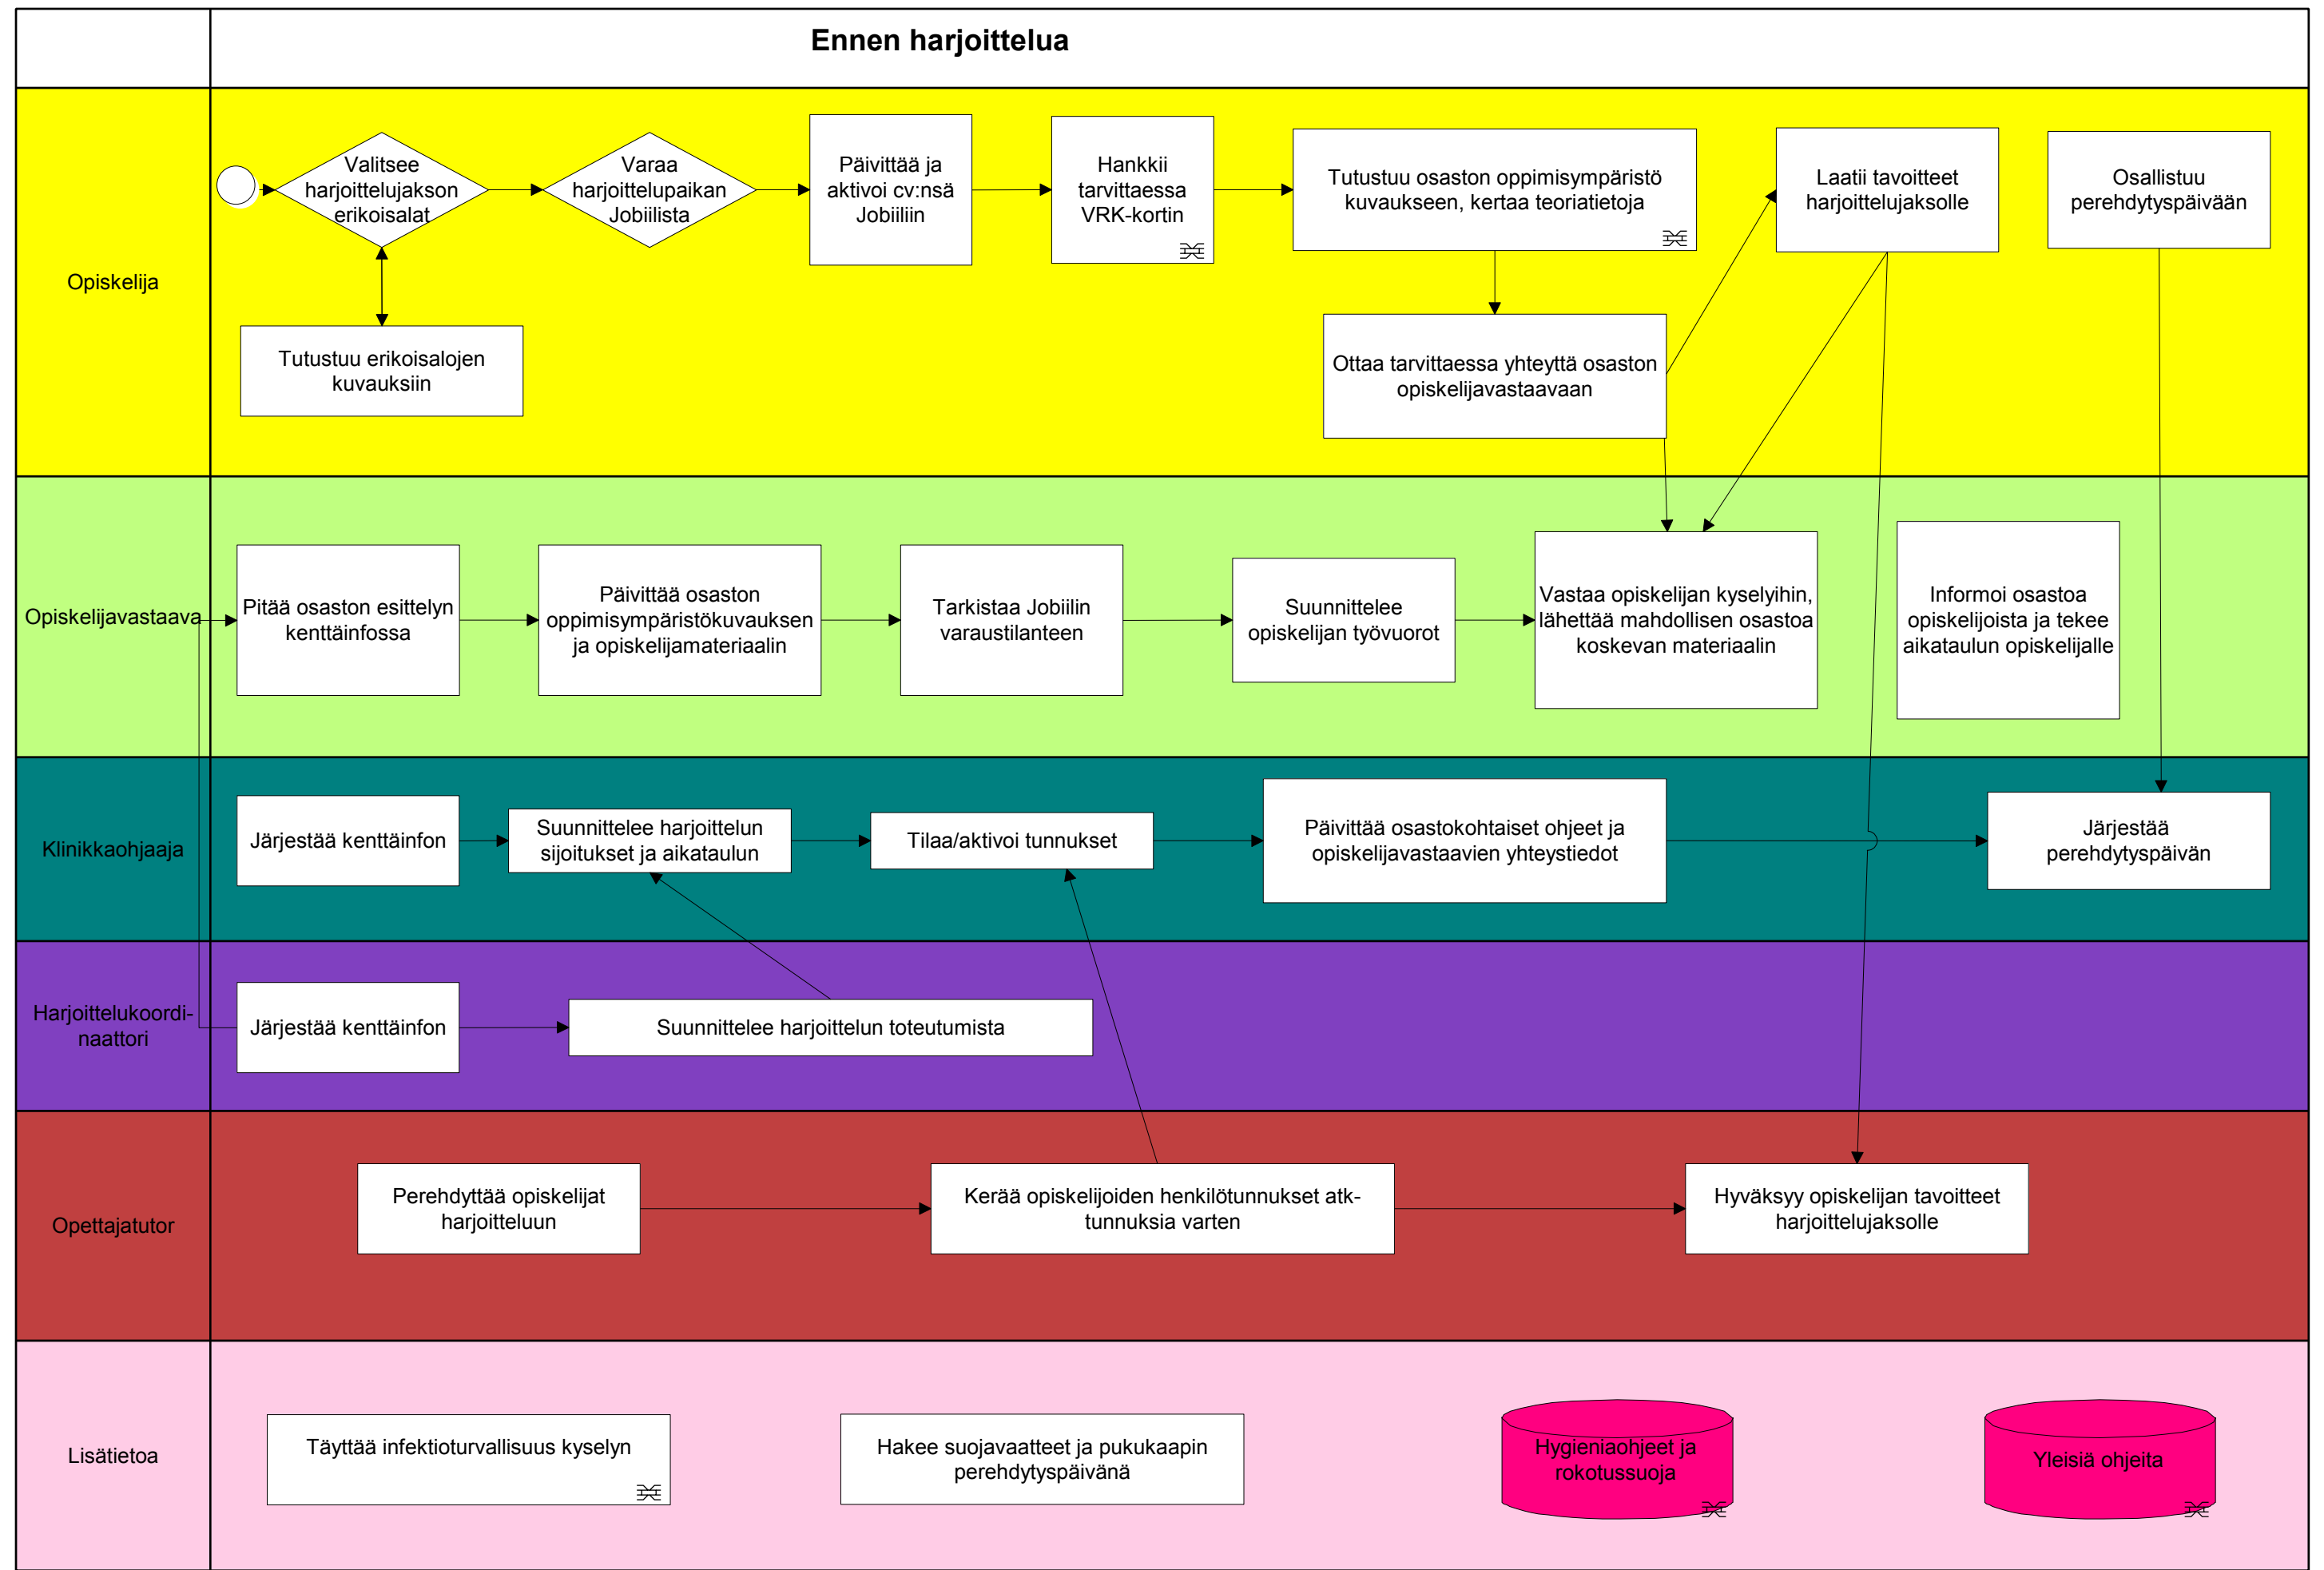 Ennen harjoittelua
Opiskelija
Valitsee
harjoittelujakson
erikoisalat
Varaa
harjoittelupaikan
Jobiilista
Päivittää ja
aktivoi cv:nsä
Jobiiliin
Hankkii
tarvittaessa
VRK-kortin
Tutustuu osaston oppimisympäristö
kuvaukseen, kertaa teoriatietoja
Laatii tavoitteet
harjoittelujaksolle
Osallistuu
perehdytyspäivään
Tutustuu erikoisalojen
kuvauksiin
Ottaa tarvittaessa yhteyttä osaston
opiskelijavastaavaan
Opiskelijavastaava
Pitää osaston esittelyn
kenttäinfossa
Päivittää osaston
oppimisympäristökuvauksen
ja opiskelijamateriaalin
Tarkistaa Jobiilin
varaustilanteen
Suunnittelee
opiskelijan työvuorot
Vastaa opiskelijan kyselyihin,
lähettää mahdollisen osastoa
koskevan materiaalin
Informoi osastoa
opiskelijoista ja tekee
aikataulun opiskelijalle
Klinikkaohjaaja
Järjestää kenttäinfon
Suunnittelee harjoittelun
sijoitukset ja aikataulun
Tilaa/aktivoi tunnukset
Päivittää osastokohtaiset ohjeet ja
opiskelijavastaavien yhteystiedot
Järjestää
perehdytyspäivän
Harjoittelukoordi-
naattori
Järjestää kenttäinfon
Suunnittelee harjoittelun toteutumista
Opettajatutor
Perehdyttää opiskelijat
harjoitteluun
Kerää opiskelijoiden henkilötunnukset atk-
tunnuksia varten
Hyväksyy opiskelijan tavoitteet
harjoittelujaksolle
Lisätietoa
Täyttää infektioturvallisuus kyselyn
Hakee suojavaatteet ja pukukaapin
perehdytyspäivänä
Hygieniaohjeet ja
rokotussuoja
Yleisiä ohjeita